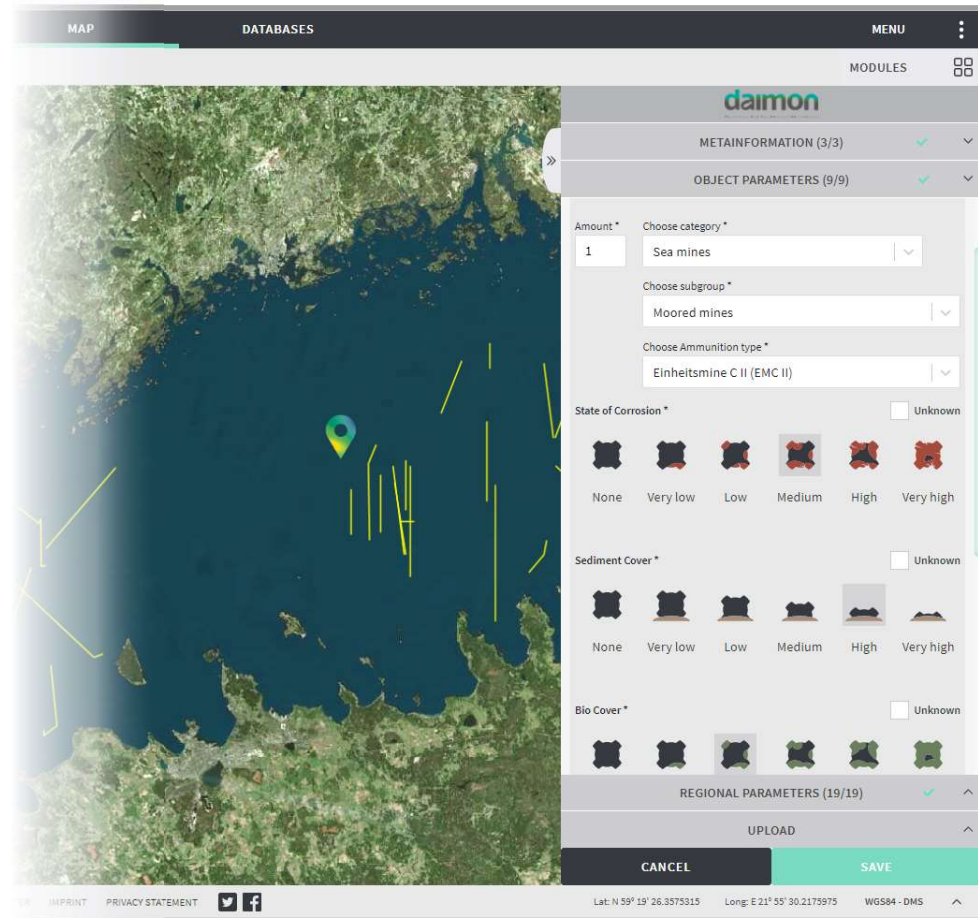 MAP DATABASES MENU
MODULES
daimon
METAINFORMATION (3/3)
OBJECT PARAMETERS (9/9)
Amount * Choose category *
1 Sea mines
Choose subgroup *
Moored mines
Choose Ammunition type *
Einheitsmine C II (EMC II)
State of Corrosion * Unknown
None Very low Low Medium High Very high
Sediment Cover * Unknown
None Very low Low Medium High Very high
Bio Cover * Unknown
REGIONAL PARAMETERS (19/19)
UPLOAD
CANCEL SAVE
IMPRINT PRIVACY STATEMENT Lat: N 59° 19' 26.3575315 Long: E 21° 55' 30.2175975 WGS84 - DMS